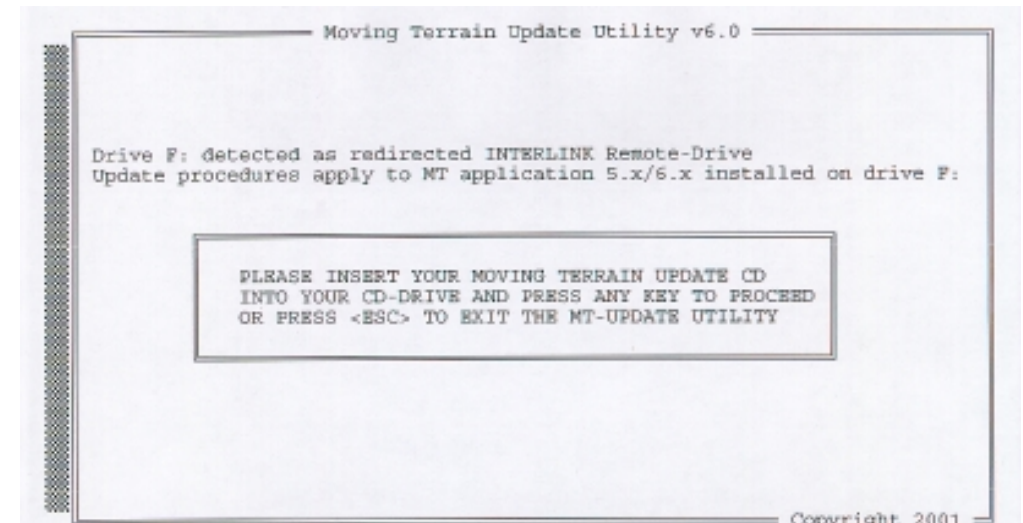 Moving Terrain Update Utility v6.0
Drive F: detected as redirected INTERLINK Remote-Drive
Update procedures apply to MT application 5.x/6.x installed on drive F:
PLEASE INSERT YOUR MOVING TERRAIN UPDATE CD
INTO YOUR CD-DRIVE AND PRESS ANY KEY TO PROCEED
OR PRESS <ESC> TO EXIT THE MT-UPDATE UTILITY
Copyright 2001